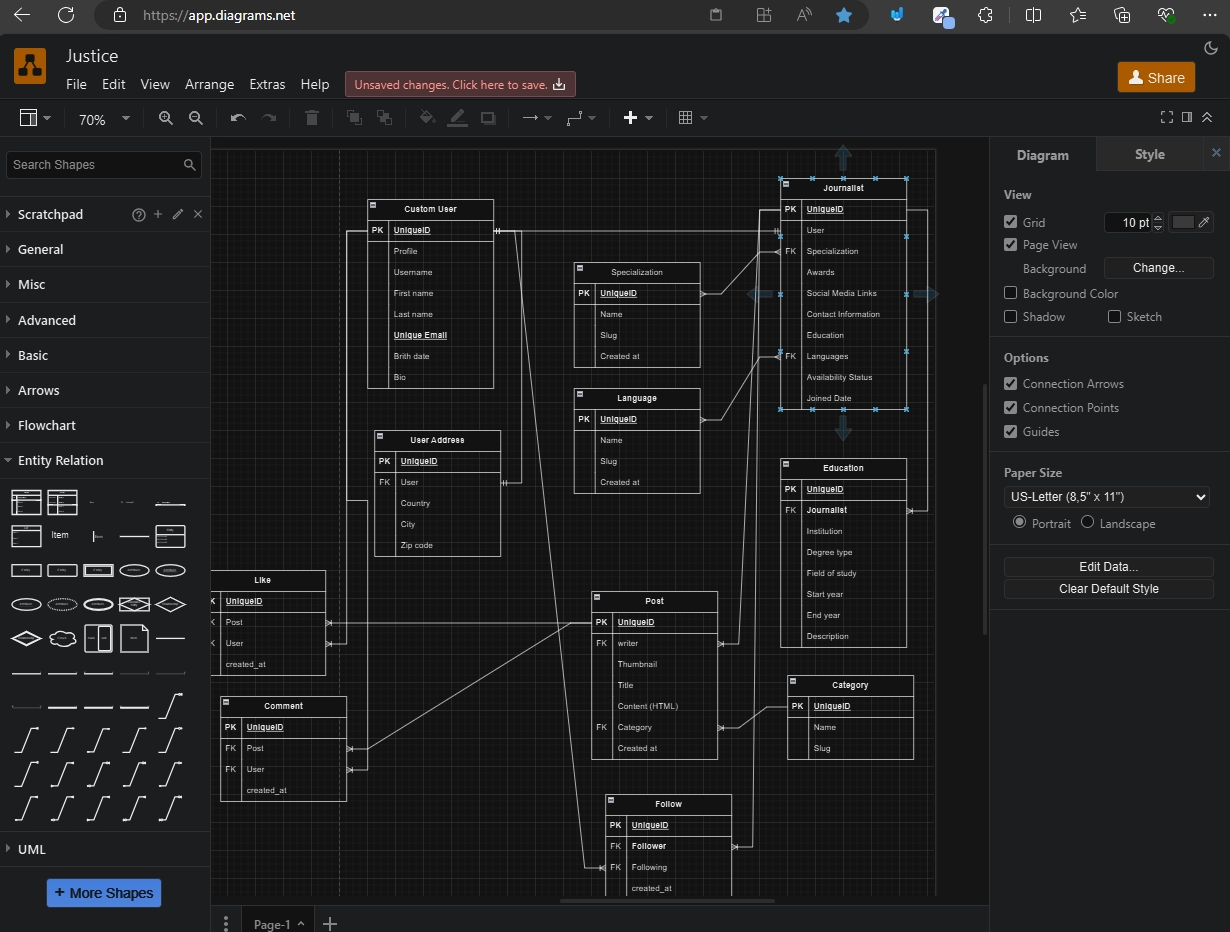 https://app.diagrams.net
Justice
File Edit View Arrange Extras Help
Unsaved changes. Click here to save.
Share
70%
Search Shapes
Scratchpad
General
Misc
Advanced
Basic
Arrows
Flowchart
Entity Relation
Item
UML
+ More Shapes
Custom User
PK UniqueID
Profile
Username
First name
Last name
Unique Email
Brith date
Bio
User Address
PK UniqueID
FK User
Country
City
Zip code
Like
K UniqueID
K Post
K User
created_at
Comment
PK UniqueID
FK Post
FK User
created_at
Specialization
PK UniqueID
Name
Slug
Created at
Language
PK UniqueID
Name
Slug
Created at
Journalist
PK UniqueID
User
FK Specialization
Awards
Social Media Links
Contact Information
Education
FK Languages
Availability Status
Joined Date
Education
PK UniqueID
FK Journalist
Institution
Degree type
Field of study
Start year
End year
Description
Post
PK UniqueID
FK writer
Thumbnail
Title
Content (HTML)
FK Category
Created at
Category
PK UniqueID
Name
Slug
Follow
PK UniqueID
FK Follower
FK Following
created_at
Page-1
Diagram Style
View
Grid 10 pt
Page View
Background Change...
Background Color
Shadow Sketch
Options
Connection Arrows
Connection Points
Guides
Paper Size
US-Letter (8,5" x 11")
Portrait Landscape
Edit Data...
Clear Default Style